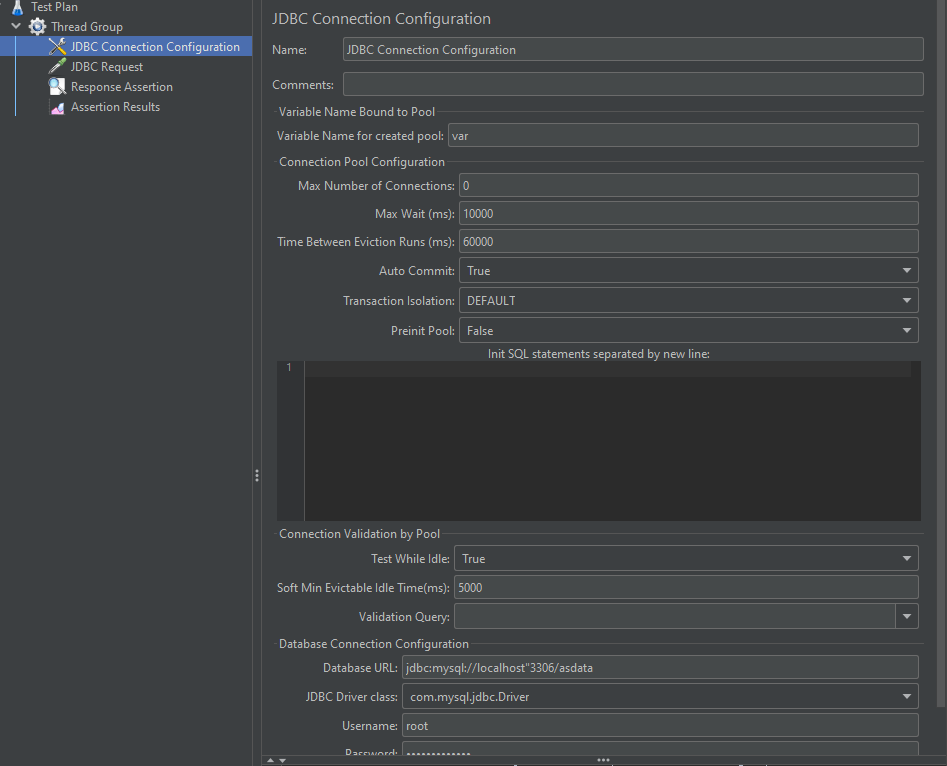 Test Plan
Thread Group
JDBC Connection Configuration
JDBC Request
Response Assertion
Assertion Results
JDBC Connection Configuration
Name: JDBC Connection Configuration
Comments:
Variable Name Bound to Pool
Variable Name for created pool: var
Connection Pool Configuration
Max Number of Connections: 0
Max Wait (ms): 10000
Time Between Eviction Runs (ms): 60000
Auto Commit: True
Transaction Isolation: DEFAULT
Preinit Pool: False
Init SQL statements separated by new line:
1
Connection Validation by Pool
Test While Idle: True
Soft Min Evictable Idle Time(ms): 5000
Validation Query:
Database Connection Configuration
Database URL: jdbc:mysql://localhost"3306/asdata
JDBC Driver class: com.mysql.jdbc.Driver
Username: root
Password: •••••••••••••